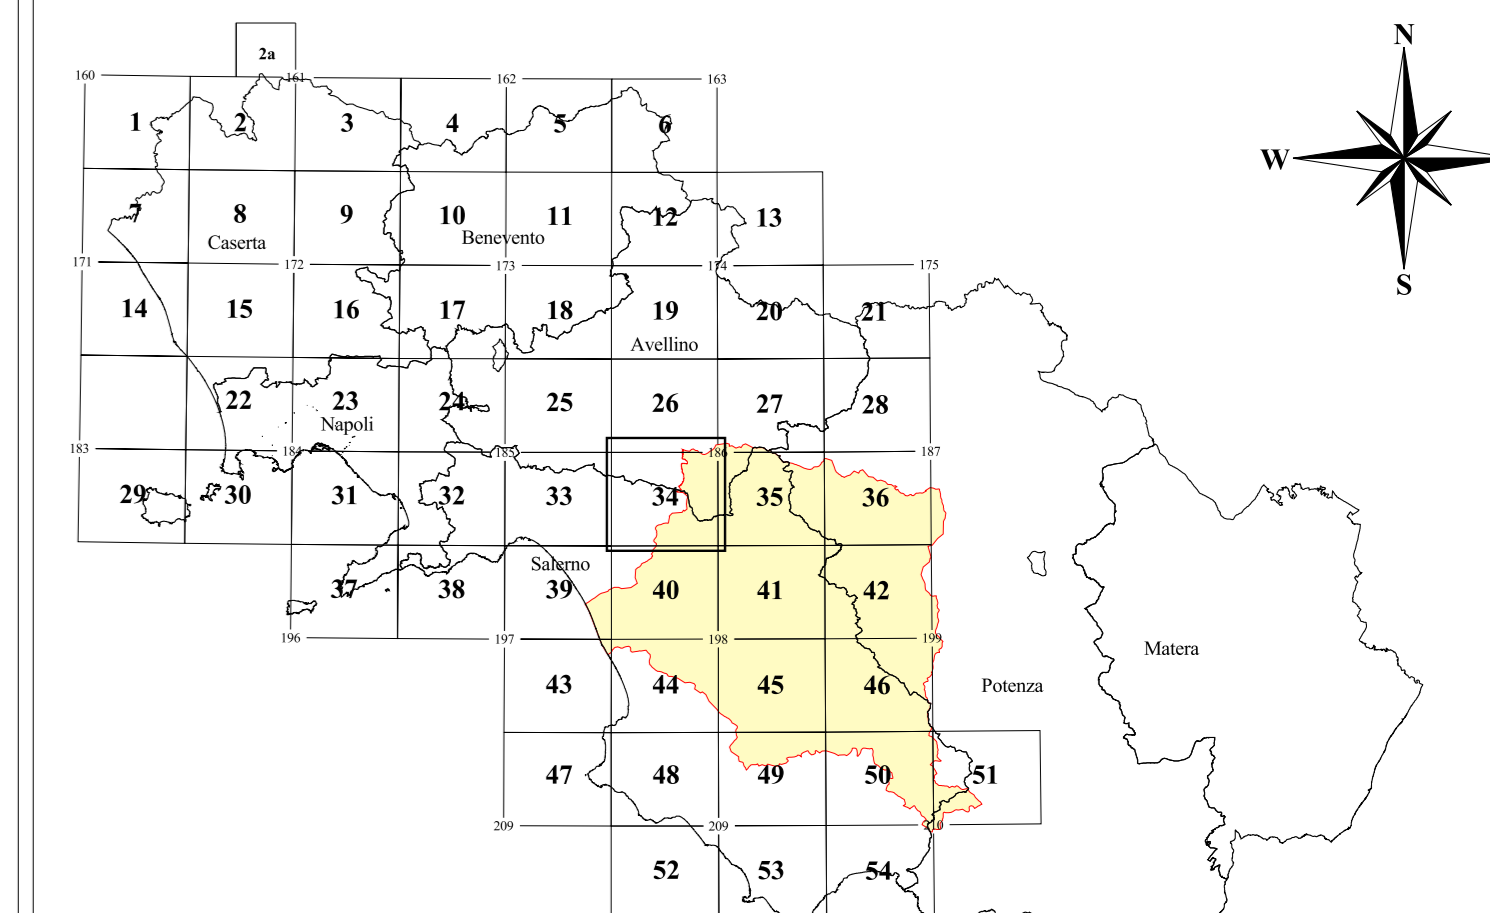 N
2a
160 161 162 163
1 2 3 4 5 6
W
7 8 9 10 11 12 13
Caserta Benevento
171 172 173 174 175
S
14 15 16 17 18 19 20 21
Avellino
22 23 24 25 26 27 28
Napoli
183 184 185 186 187
29 30 31 32 33 34 35 36
Salerno
37 38 39 40 41 42
196 197 198 199
Matera
43 44 45 46 Potenza
47 48 49 50 51
209 209
52 53 54